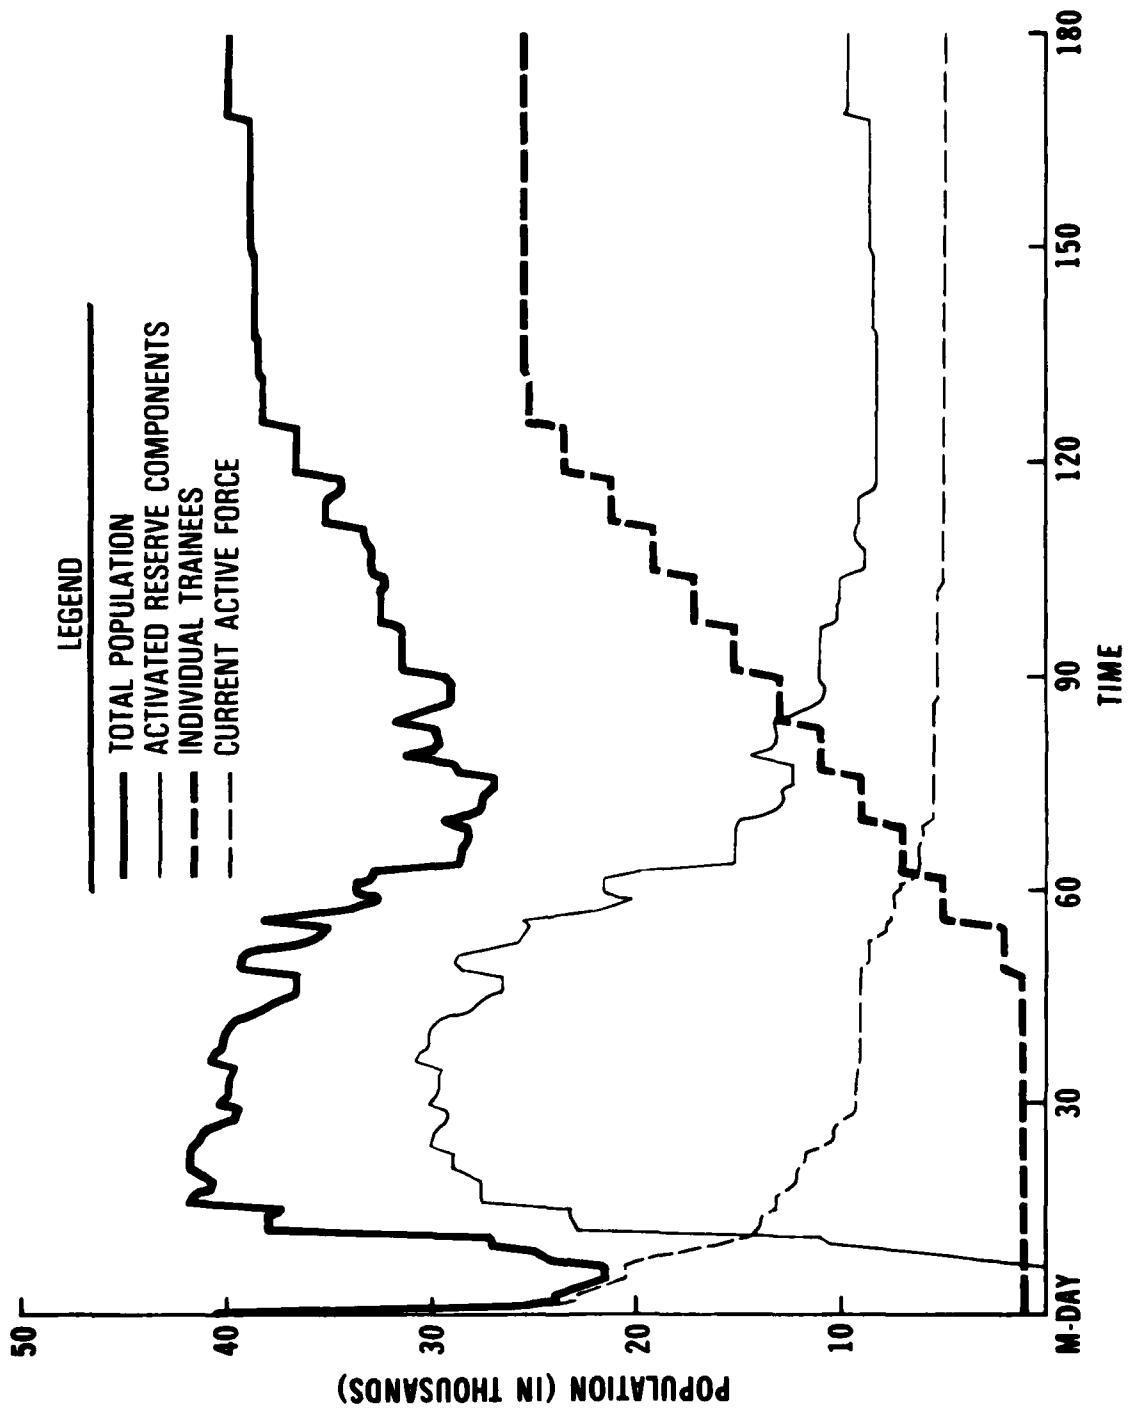 LEGEND
TOTAL POPULATION
ACTIVATED RESERVE COMPONENTS
INDIVIDUAL TRAINEES
CURRENT ACTIVE FORCE
50
40
30
20
10
POPULATION (IN THOUSANDS)
M-DAY
30
60
90
120
150
180
TIME